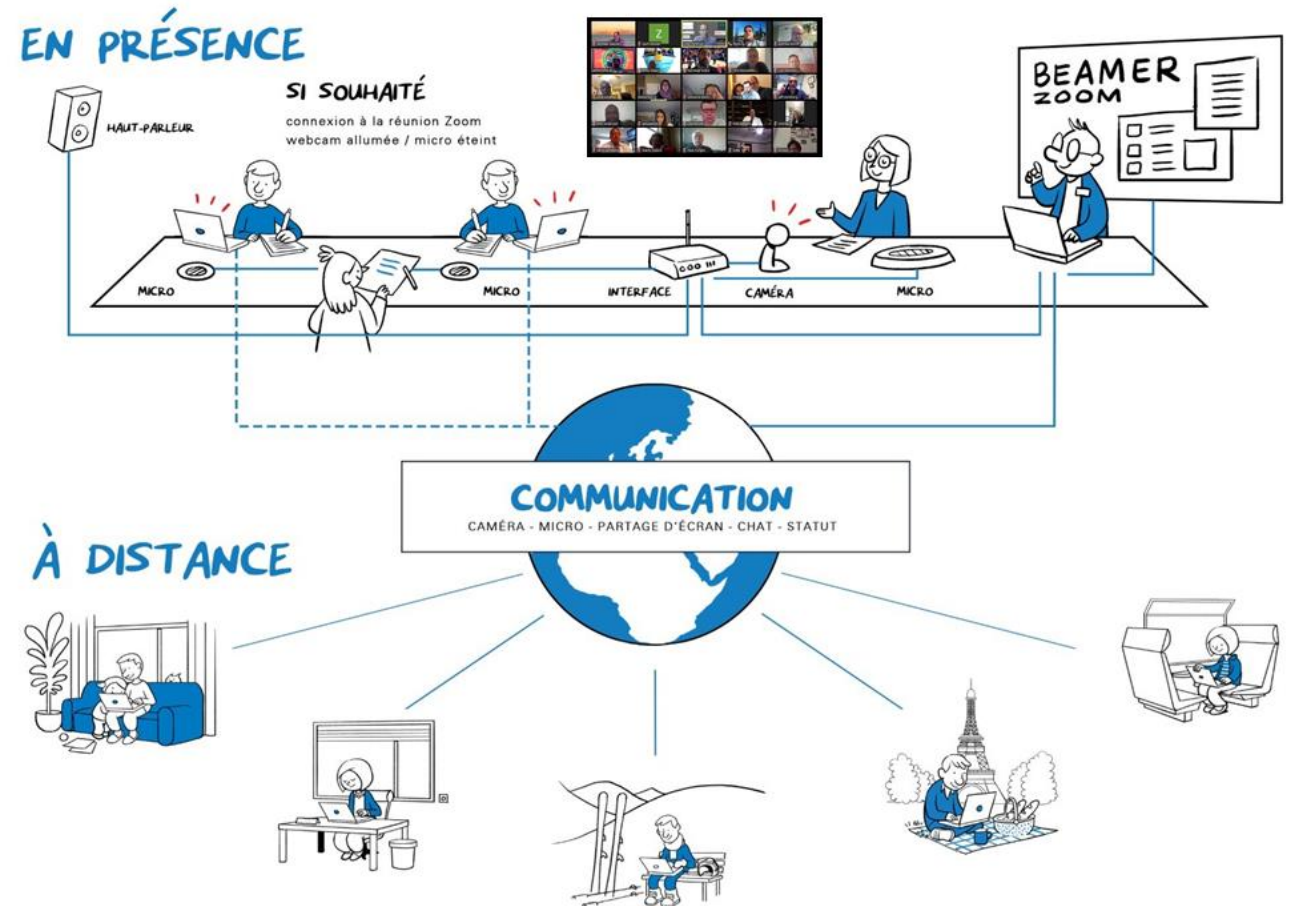 EN PRÉSENCE
HAUT-PARLEUR
SI SOUHAITÉ
connexion à la réunion Zoom
webcam allumée / micro éteint
Z
BEAMER
ZOOM
MICRO
MICRO
INTERFACE
CAMÉRA
MICRO
COMMUNICATION
CAMÉRA - MICRO - PARTAGE D'ÉCRAN - CHAT - STATUT
À DISTANCE